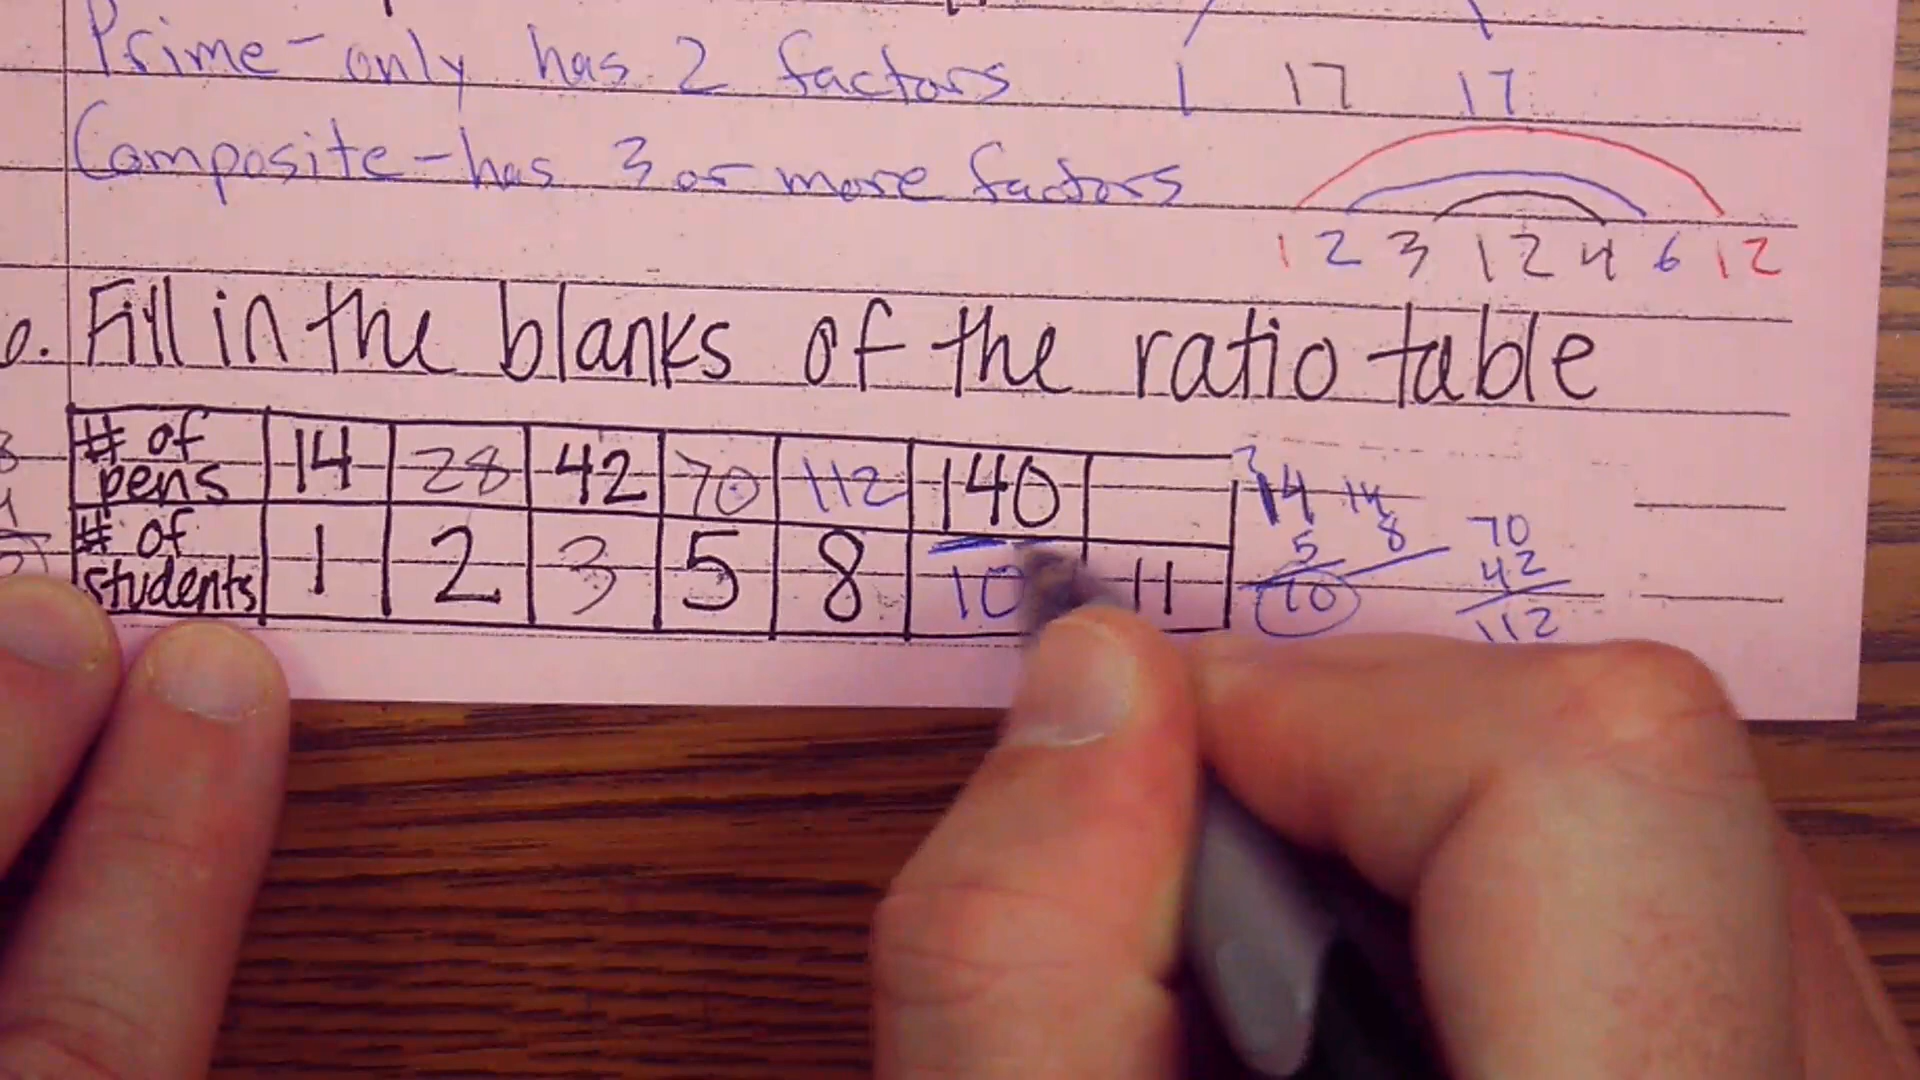 Prime - only has 2 factors
1 17 17
Composite - has 3 or more factors
1 2 3 12 4 6 12
Fill in the blanks of the ratio table
# of pens 14 28 42 70 112 140
# of students 1 2 3 5 8 10 11
14
5
70
14
8
70
42
112